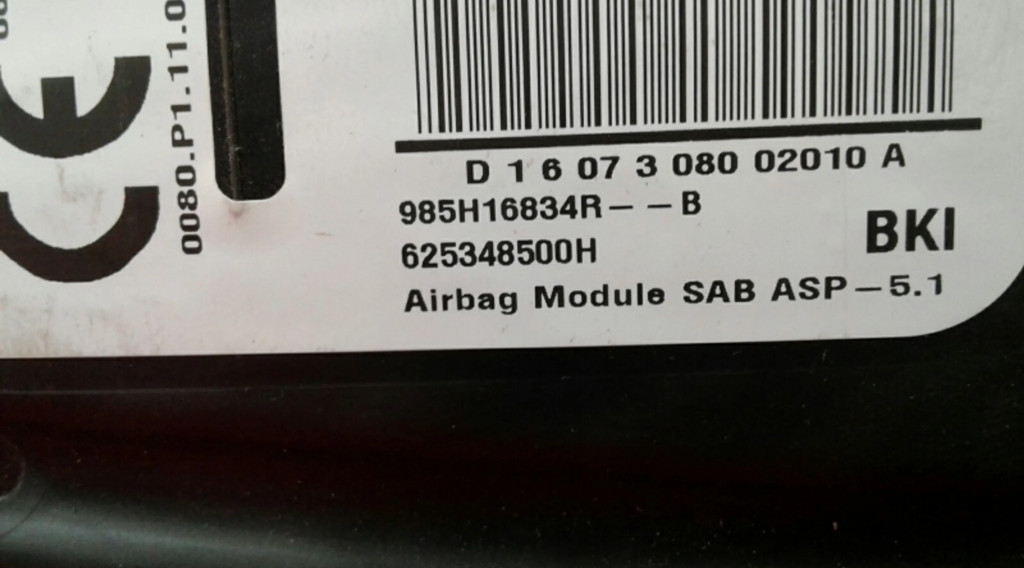 0080.P1.11.0
D 1 6 07 3 080 02010 A
985H16834R– –B
625348500H
BKI
Airbag Module SAB ASP–5.1